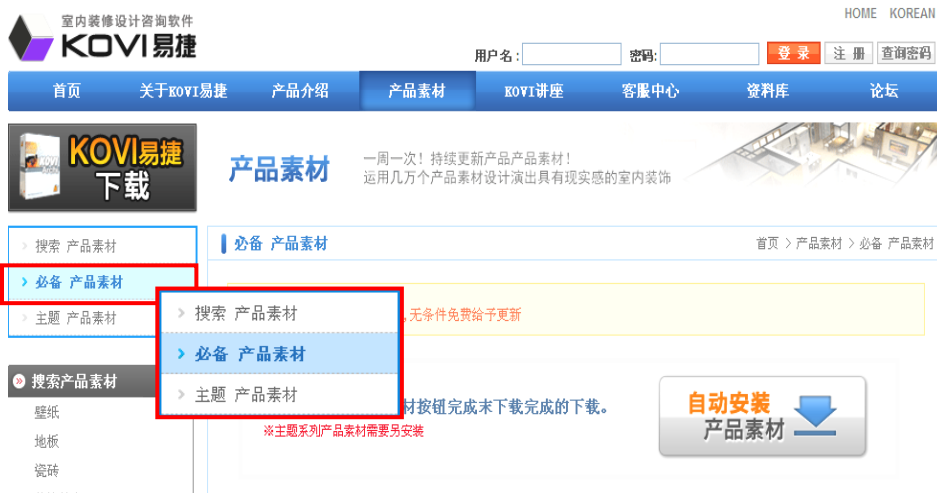 HOME KOREAN
室内装修设计咨询软件
KOVI易捷
用户名: 密码: 登 录 注 册 查询密码
首页 关于KOVI易捷 产品介绍 产品素材 KOVI讲座 客服中心 资料库 论坛
KOVI易捷
下载
产品素材
一周一次！持续更新产品产品素材！
运用几万个产品素材设计演出具有现实感的室内装饰
搜索 产品素材
必备 产品素材
主题 产品素材
必备 产品素材
首页 > 产品素材 > 必备 产品素材
搜索 产品素材
必备 产品素材
主题 产品素材
,无条件免费给予更新
材按钮完成末下载完成的下载。
※主题系列产品素材需要另安装
自动安装
产品素材
搜索产品素材
壁纸
地板
瓷砖